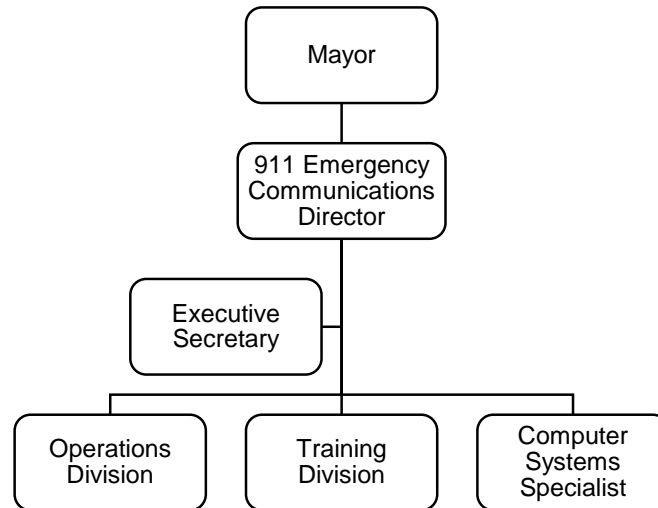 Mayor
911 Emergency
Communications
Director
Executive
Secretary
Operations
Division
Training
Division
Computer
Systems
Specialist